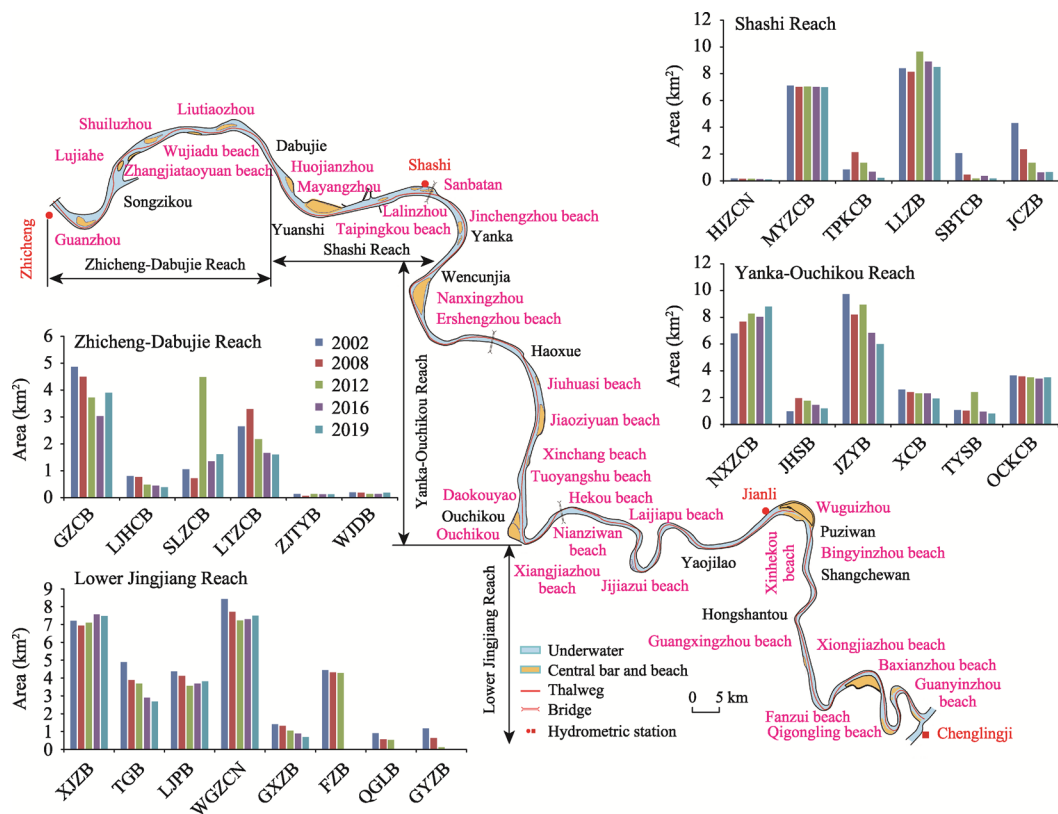 Shashi Reach
Area (km²)
12
10
8
6
4
2
0
HJZCN
MYZCB
TPKCB
LLZB
SBTCB
JCZB
Liutiaozhou
Shuiluzhou
Dabujie
Lujiahe
Wujiadu beach
Zhangjiataoyuan beach
Huojianzhou
Shashi
Mayangzhou
Sanbatan
Songzikou
Lalinzhou
Jinchengzhou beach
Guanzhou
Yuanshi
Taipingkou beach
Yanka
Zhicheng
Zhicheng-Dabujie Reach
Shashi Reach
Wencunjia
Nanxingzhou
Ershengzhou beach
Yanka-Ouchikou Reach
Haoxue
Jiuhuasi beach
Jiaoziyuan beach
Xinchang beach
Tuoyangshu beach
Daokouyao
Hekou beach
Ouchikou
Ouchikou
Nianziwan
beach
Laijiapu beach
Xiangjiazhou
beach
Jijiazui beach
Yaojilao
Jianli
Wuguizhou
Puziwan
Xinhekou
beach
Bingyinzhou beach
Shangchewan
Hongshantou
Guangxingzhou beach
Xiongjiazhou beach
Baxianzhou beach
Guanyinzhou
beach
Fanzui beach
Qigongling beach
Chenglingji
Lower Jingjiang Reach
Underwater
Central bar and beach
Thalweg
Bridge
Hydrometric station
0 5 km
Yanka-Ouchikou Reach
Area (km²)
12
10
8
6
4
2
0
NXZCB
JHSB
JZYB
XCB
TYSB
OCKCB
Zhicheng-Dabujie Reach
Area (km²)
6
5
4
3
2
1
0
2002
2008
2012
2016
2019
GZCB
LJHCB
SLZCB
LTZCB
ZJTYB
WJDB
Lower Jingjiang Reach
Area (km²)
9
8
7
6
5
4
3
2
1
0
XJZB
TGB
LJPB
WGZCN
GXZB
FZB
QGLB
GYZB